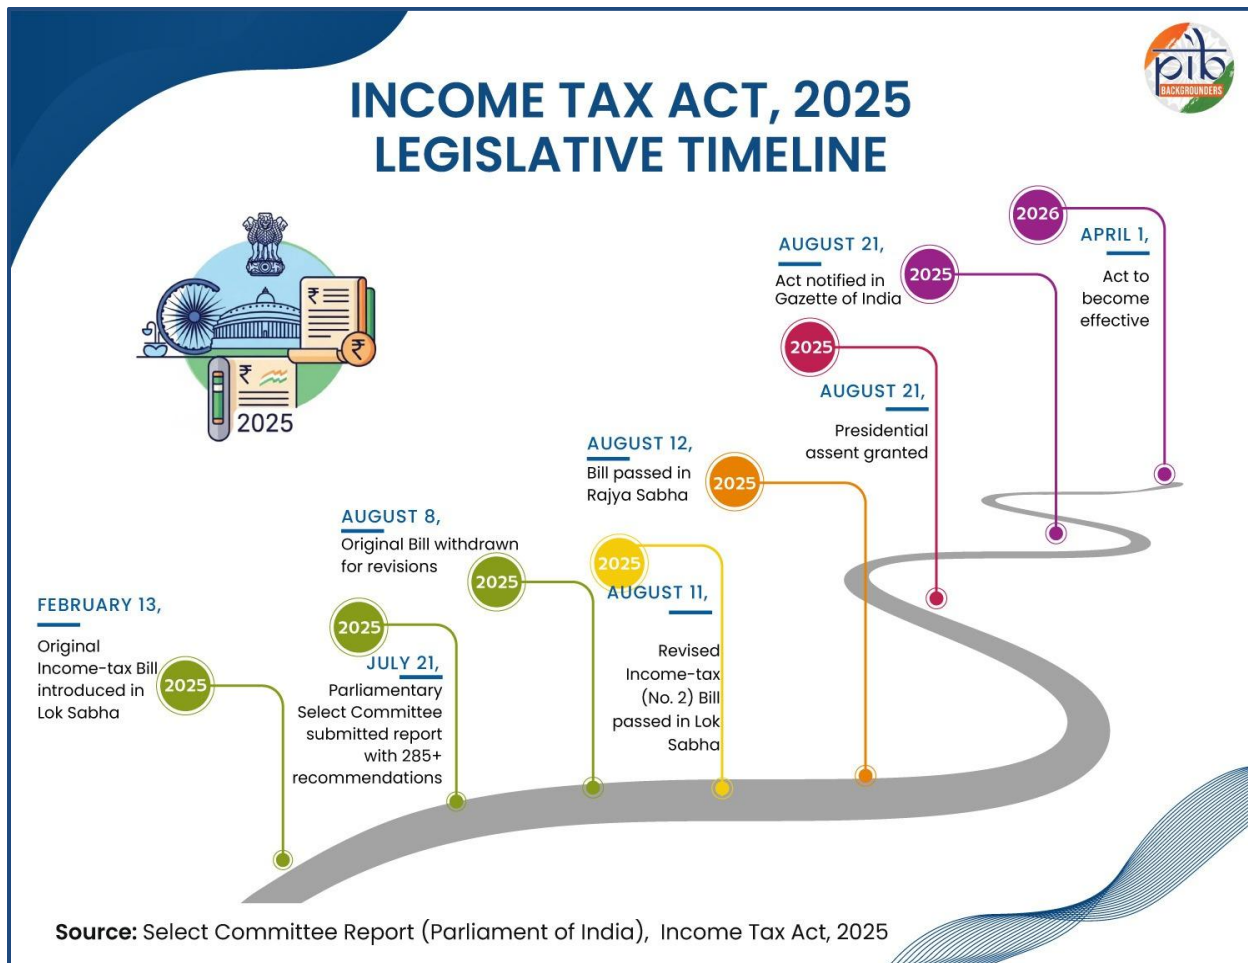 pib
BACKGROUNDERS
INCOME TAX ACT, 2025
LEGISLATIVE TIMELINE
₹
₹
₹
2025
FEBRUARY 13,
2025
Original
Income-tax Bill
introduced in
Lok Sabha
2025
JULY 21,
Parliamentary
Select Committee
submitted report
with 285+
recommendations
AUGUST 8,
2025
Original Bill withdrawn
for revisions
2025
AUGUST 11,
Revised
Income-tax
(No. 2) Bill
passed in Lok
Sabha
AUGUST 12,
2025
Bill passed in
Rajya Sabha
2025
AUGUST 21,
Presidential
assent granted
AUGUST 21,
2025
Act notified in
Gazette of India
2026
APRIL 1,
Act to
become
effective
Source: Select Committee Report (Parliament of India), Income Tax Act, 2025